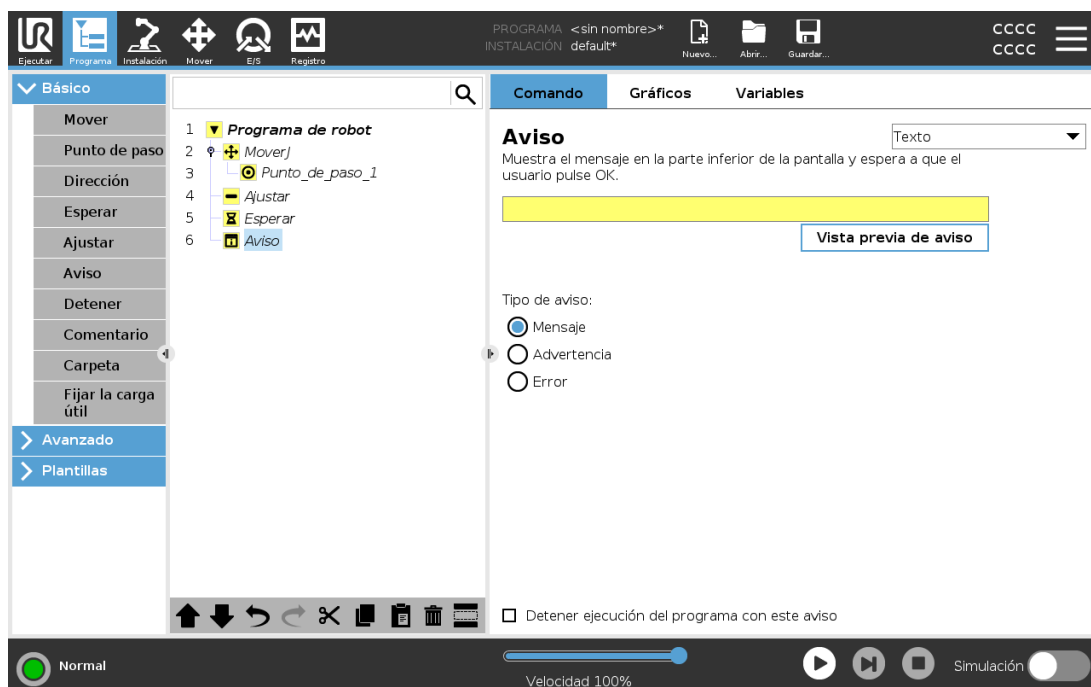 PROGRAMA <sin nombre>*
INSTALACIÓN default*
CCCC
CCCC
Ejecutar Programa Instalación Mover E/S Registro Nuevo... Abrir... Guardar...
Básico
Mover
Punto de paso
Dirección
Esperar
Ajustar
Aviso
Detener
Comentario
Carpeta
Fijar la carga
útil
Avanzado
Plantillas
1 Programa de robot
2 MoverJ
3 Punto_de_paso_1
4 Ajustar
5 Esperar
6 Aviso
Comando Gráficos Variables
Aviso
Texto
Muestra el mensaje en la parte inferior de la pantalla y espera a que el
usuario pulse OK.
Vista previa de aviso
Tipo de aviso:
Mensaje
Advertencia
Error
Detener ejecución del programa con este aviso
Normal
Velocidad 100%
Simulación